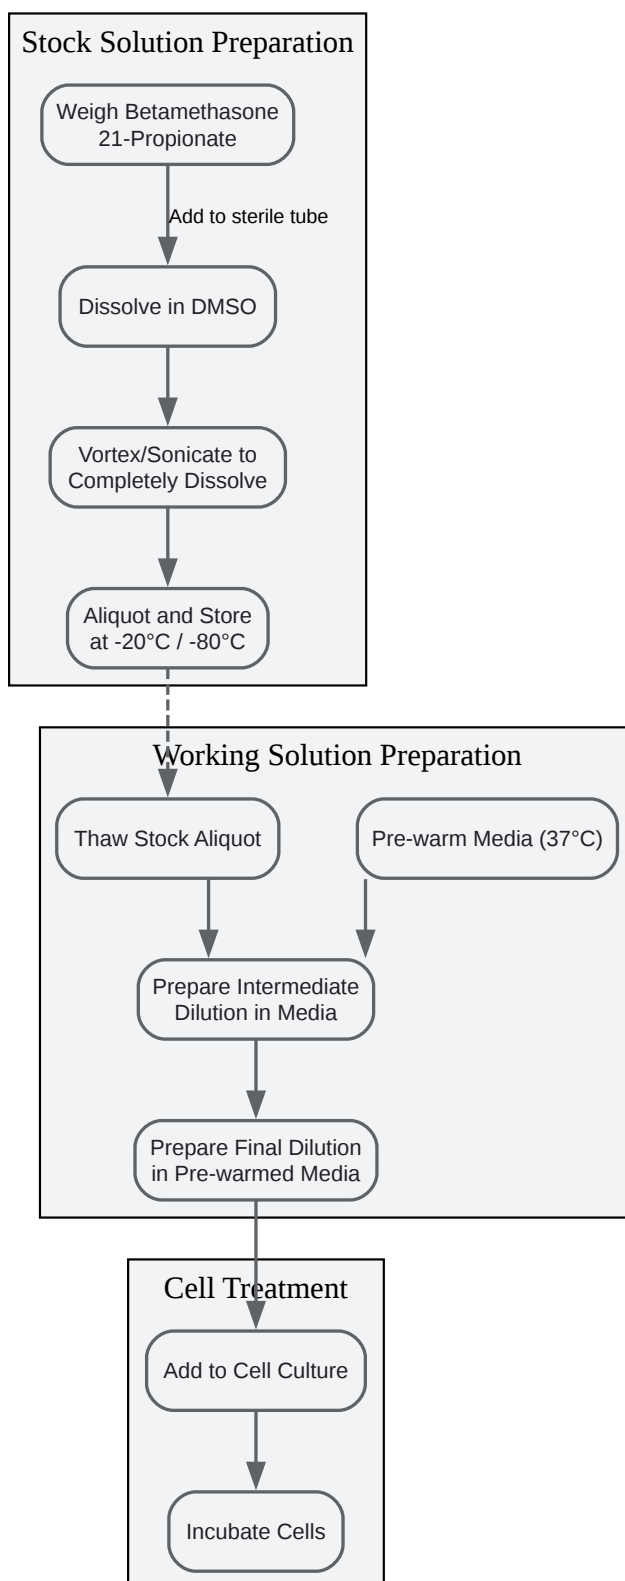 Stock Solution Preparation
Weigh Betamethasone
21-Propionate
Add to sterile tube
Dissolve in DMSO
Vortex/Sonicate to
Completely Dissolve
Aliquot and Store
at -20°C / -80°C
Working Solution Preparation
Thaw Stock Aliquot
Pre-warm Media (37°C)
Prepare Intermediate
Dilution in Media
Prepare Final Dilution
in Pre-warmed Media
Cell Treatment
Add to Cell Culture
Incubate Cells